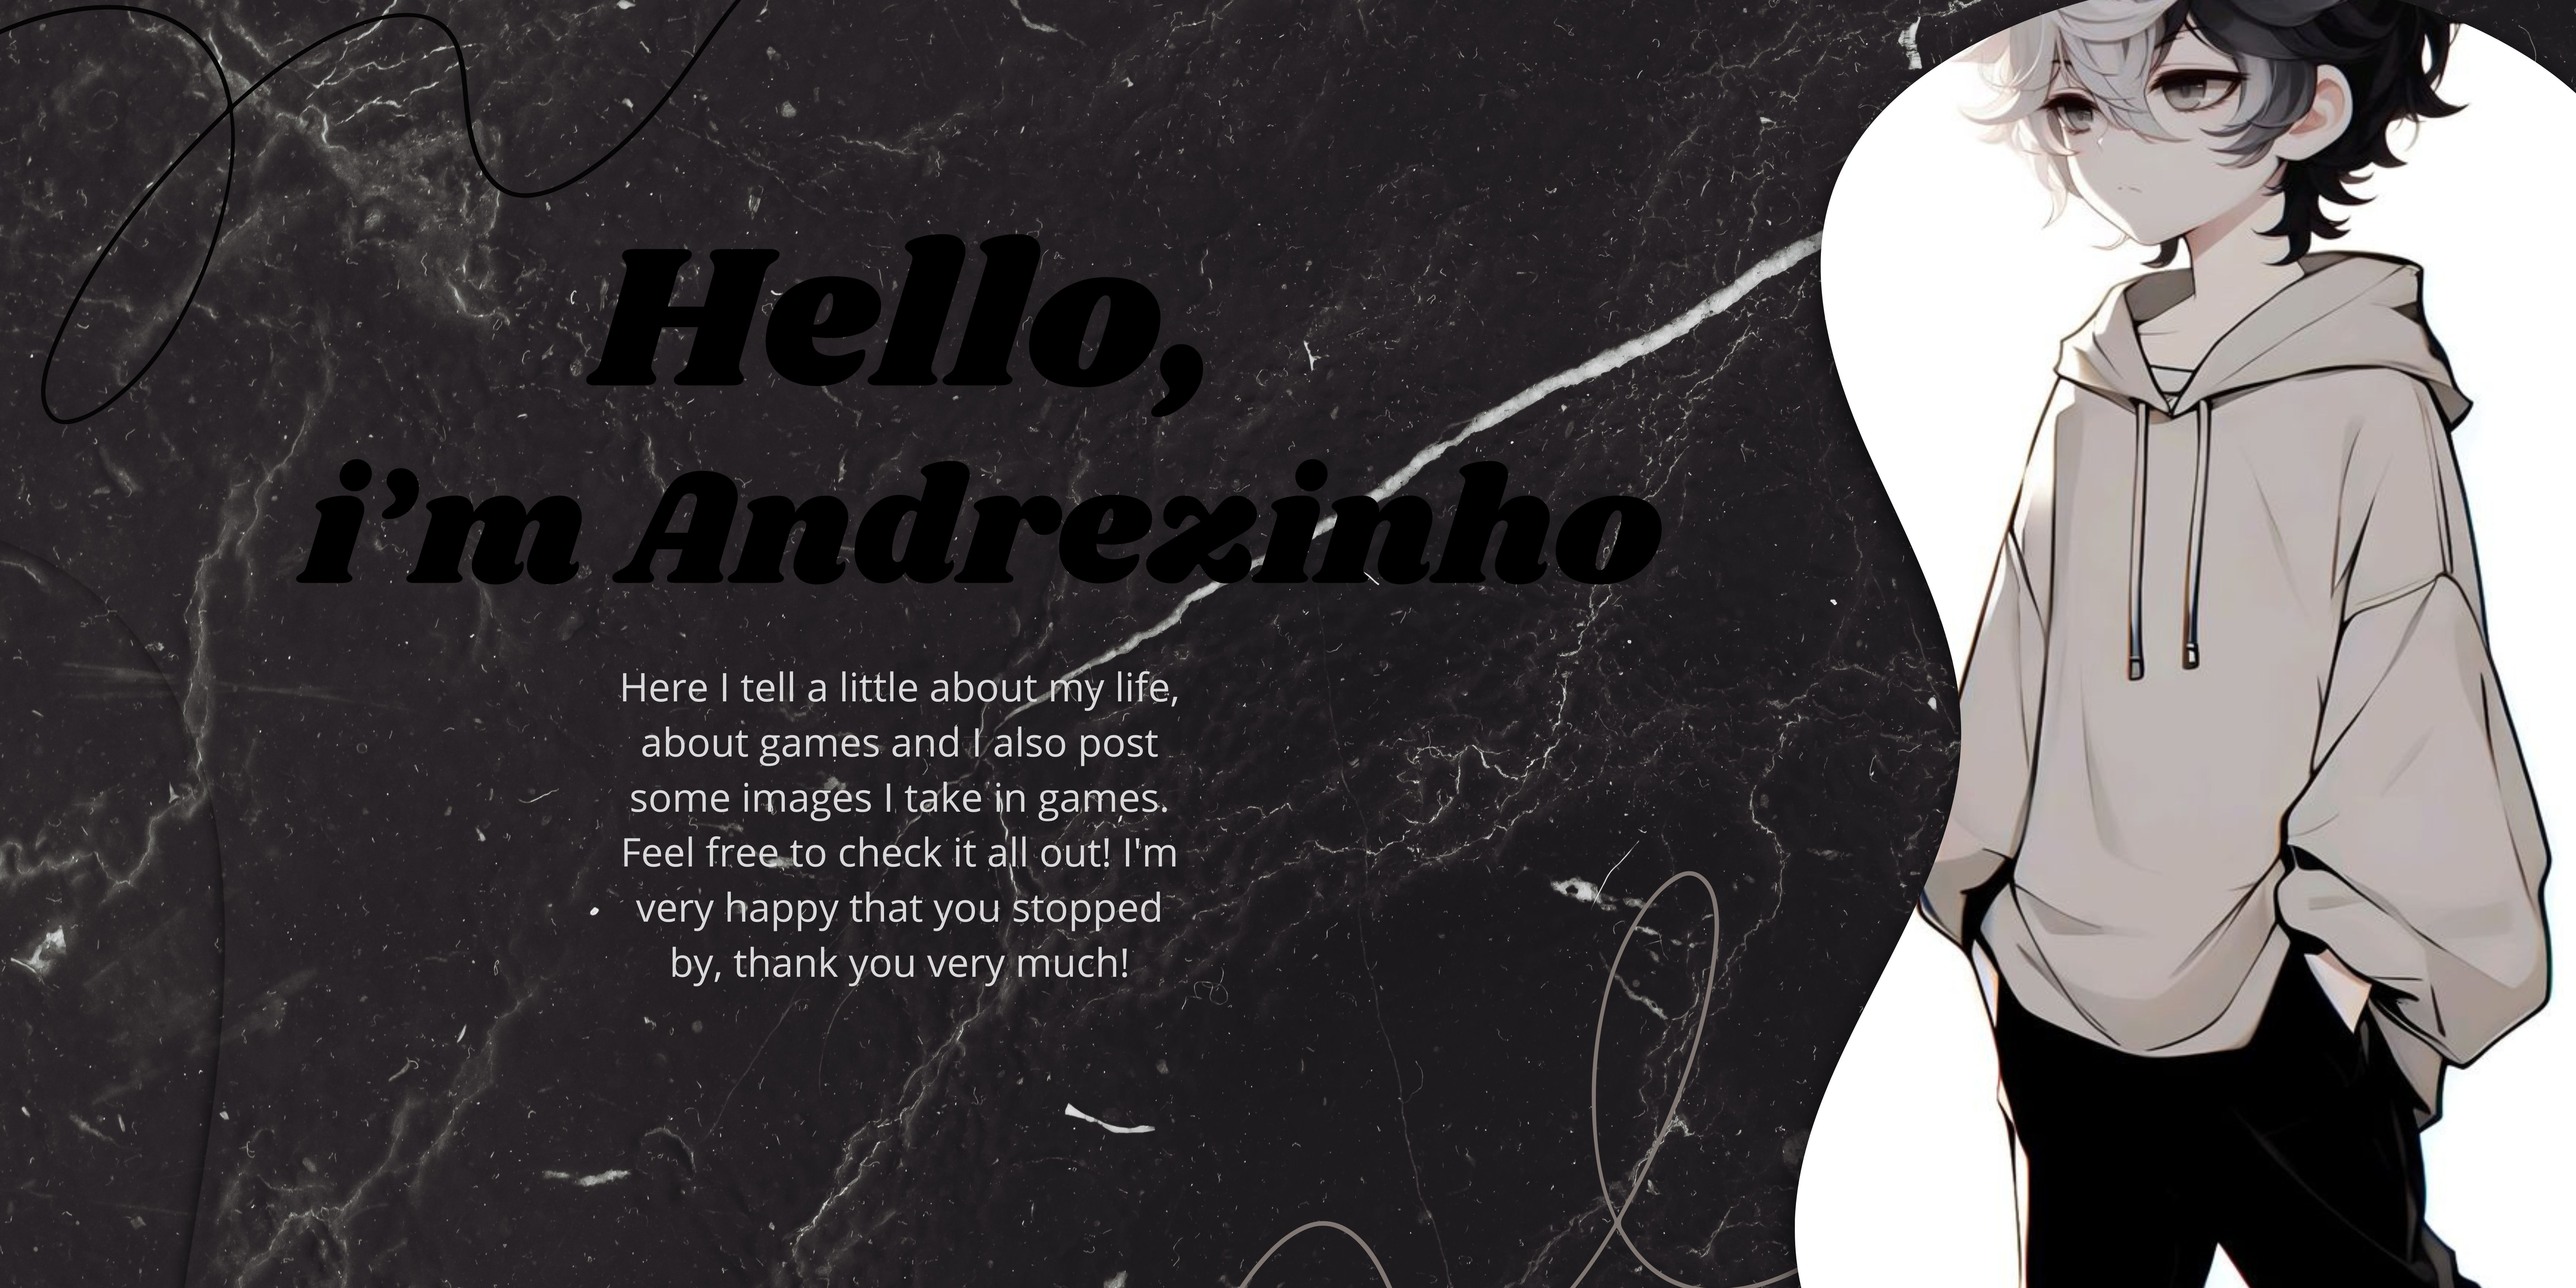 Hello,
i’m Andrezinho
Here I tell a little about my life,
about games and I also post
some images I take in games.
Feel free to check it all out! I'm
very happy that you stopped
by, thank you very much!